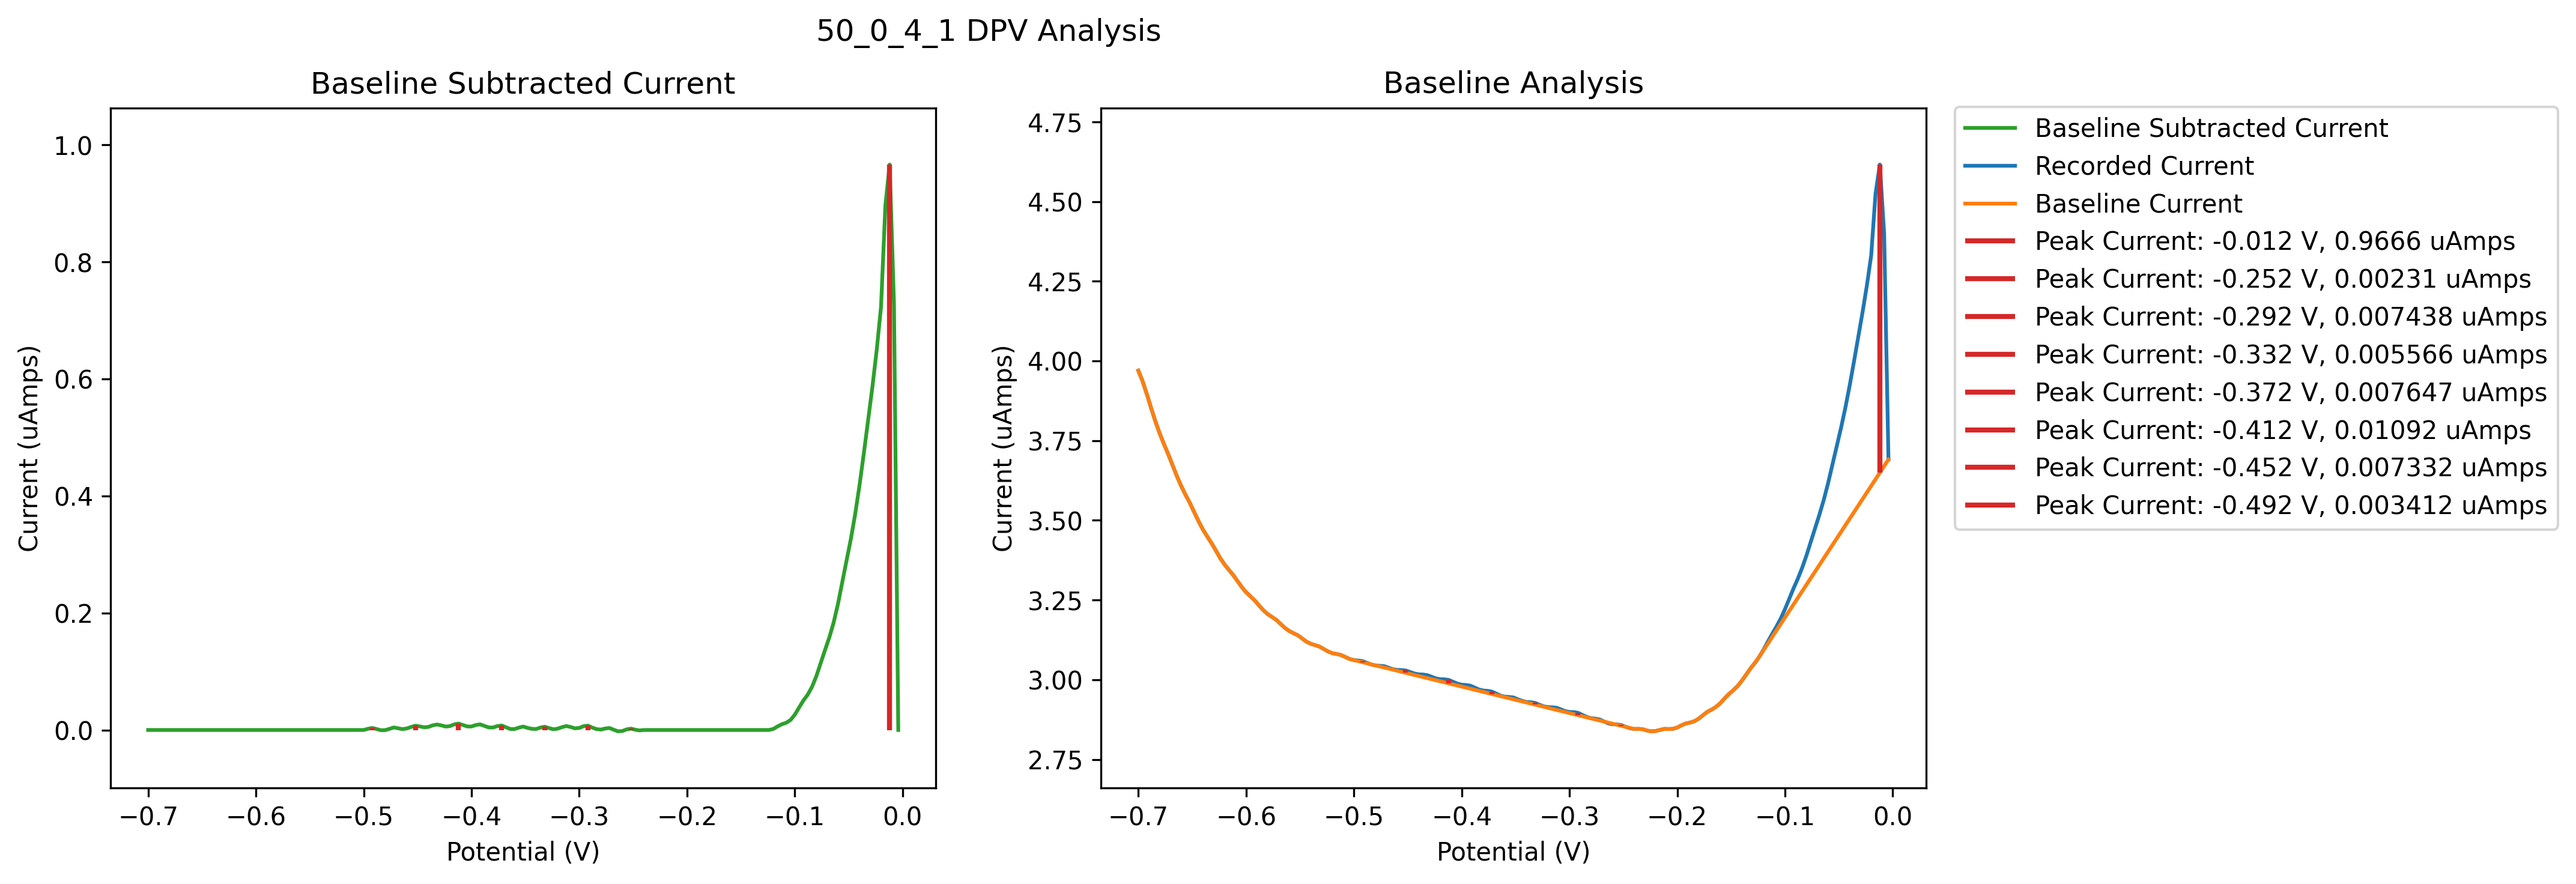 50_0_4_1 DPV Analysis
Baseline Subtracted Current
Current (uAmps)
1.0
0.8
0.6
0.4
0.2
0.0
−0.7 −0.6 −0.5 −0.4 −0.3 −0.2 −0.1 0.0
Potential (V)
Baseline Analysis
Current (uAmps)
4.75
4.50
4.25
4.00
3.75
3.50
3.25
3.00
2.75
−0.7 −0.6 −0.5 −0.4 −0.3 −0.2 −0.1 0.0
Potential (V)
Baseline Subtracted Current
Recorded Current
Baseline Current
Peak Current: -0.012 V, 0.9666 uAmps
Peak Current: -0.252 V, 0.00231 uAmps
Peak Current: -0.292 V, 0.007438 uAmps
Peak Current: -0.332 V, 0.005566 uAmps
Peak Current: -0.372 V, 0.007647 uAmps
Peak Current: -0.412 V, 0.01092 uAmps
Peak Current: -0.452 V, 0.007332 uAmps
Peak Current: -0.492 V, 0.003412 uAmps